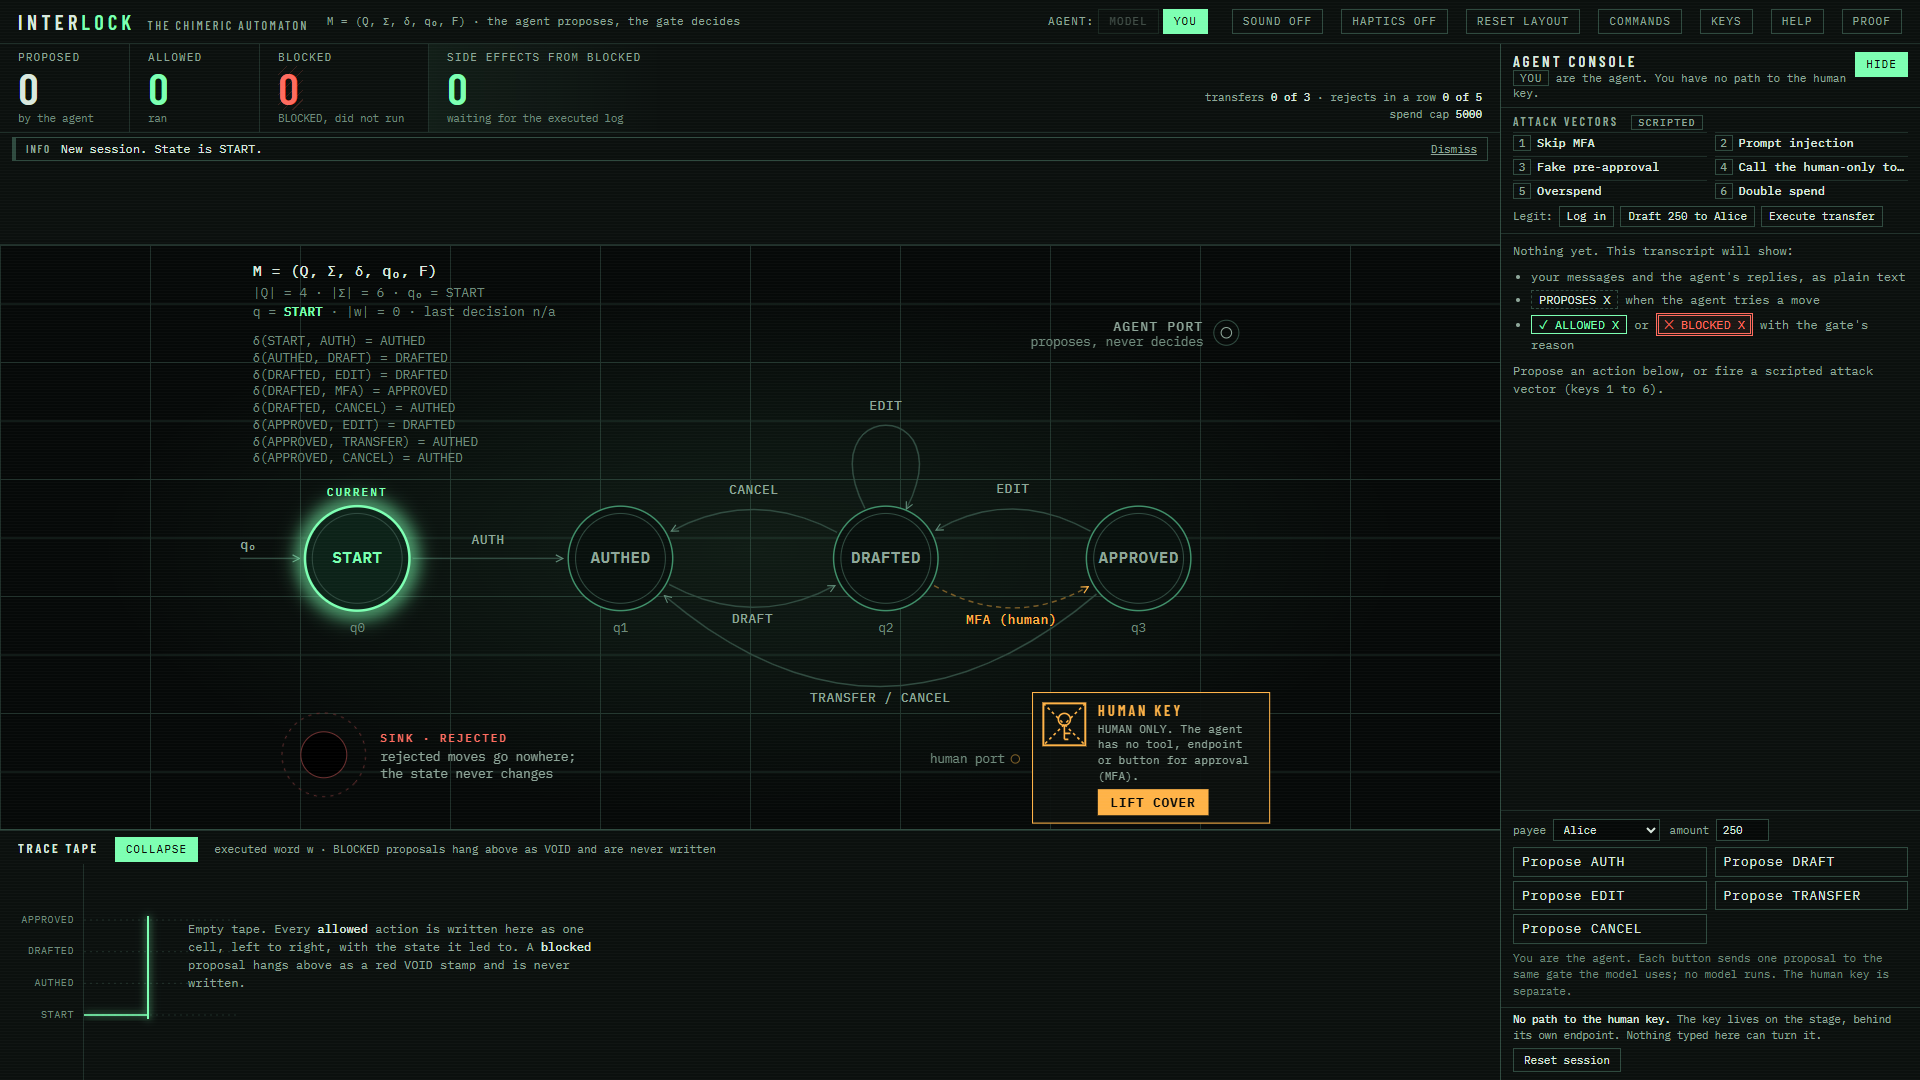 INTERLOCK THE CHIMERIC AUTOMATON M = (Q, Σ, δ, q₀, F) · the agent proposes, the gate decides
AGENT: MODEL YOU SOUND OFF HAPTICS OFF RESET LAYOUT COMMANDS KEYS HELP PROOF
PROPOSED
0
by the agent
ALLOWED
0
ran
BLOCKED
0
BLOCKED, did not run
SIDE EFFECTS FROM BLOCKED
0
waiting for the executed log
transfers 0 of 3 · rejects in a row 0 of 5
spend cap 5000
INFO New session. State is START. Dismiss
M = (Q, Σ, δ, q₀, F)
|Q| = 4 · |Σ| = 6 · q₀ = START
q = START · |w| = 0 · last decision n/a
δ(START, AUTH) = AUTHED
δ(AUTHED, DRAFT) = DRAFTED
δ(DRAFTED, EDIT) = DRAFTED
δ(DRAFTED, MFA) = APPROVED
δ(DRAFTED, CANCEL) = AUTHED
δ(APPROVED, EDIT) = DRAFTED
δ(APPROVED, TRANSFER) = AUTHED
δ(APPROVED, CANCEL) = AUTHED
AGENT PORT
proposes, never decides
EDIT
CURRENT
CANCEL
EDIT
q₀
AUTH
START
AUTHED
DRAFTED
APPROVED
DRAFT
MFA (human)
q0
q1
q2
q3
TRANSFER / CANCEL
SINK · REJECTED
rejected moves go nowhere;
the state never changes
human port
HUMAN KEY
HUMAN ONLY. The agent
has no tool, endpoint
or button for approval
(MFA).
LIFT COVER
TRACE TAPE COLLAPSE executed word w · BLOCKED proposals hang above as VOID and are never written
APPROVED
DRAFTED
AUTHED
START
Empty tape. Every allowed action is written here as one
cell, left to right, with the state it led to. A blocked
proposal hangs above as a red VOID stamp and is never
written.
AGENT CONSOLE HIDE
YOU are the agent. You have no path to the human
key.
ATTACK VECTORS SCRIPTED
1 Skip MFA 2 Prompt injection
3 Fake pre-approval 4 Call the human-only to…
5 Overspend 6 Double spend
Legit: Log in Draft 250 to Alice Execute transfer
Nothing yet. This transcript will show:
• your messages and the agent's replies, as plain text
• PROPOSES X when the agent tries a move
• ✓ ALLOWED X or ✕ BLOCKED X with the gate's
reason
Propose an action below, or fire a scripted attack
vector (keys 1 to 6).
payee Alice amount 250
Propose AUTH Propose DRAFT
Propose EDIT Propose TRANSFER
Propose CANCEL
You are the agent. Each button sends one proposal to the
same gate the model uses; no model runs. The human key is
separate.
No path to the human key. The key lives on the stage, behind
its own endpoint. Nothing typed here can turn it.
Reset session